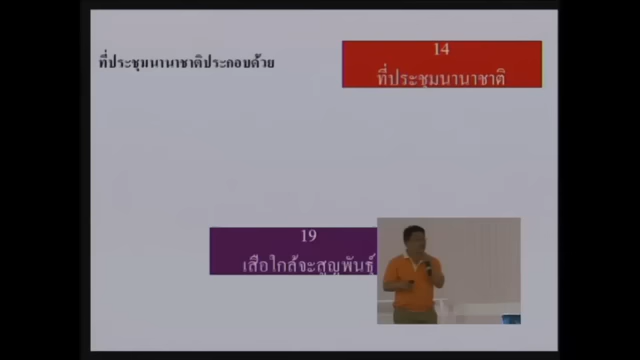 ที่ประชุมนานาชาติประกอบด้วย
14
ที่ประชุมนานาชาติ
19
เสือใกล้จะสูญพันธุ์